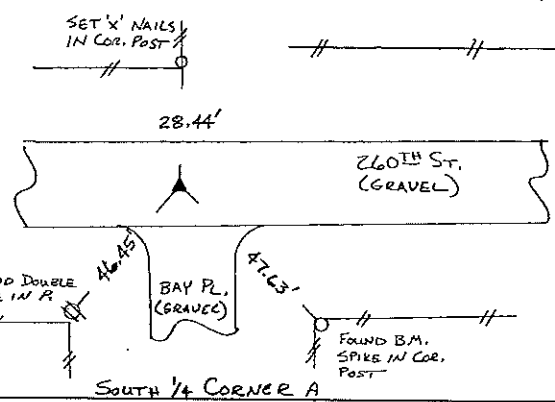 SET 'X' NAILS
IN COR. POST
28.44'
260TH ST.
(GRAVEL)
46.45'
47.63'
BAY PL.
(GRAVEL)
DOUBLE
IN P.
FOUND B.M.
SPIKE IN COR.
POST
SOUTH 1/4 CORNER A